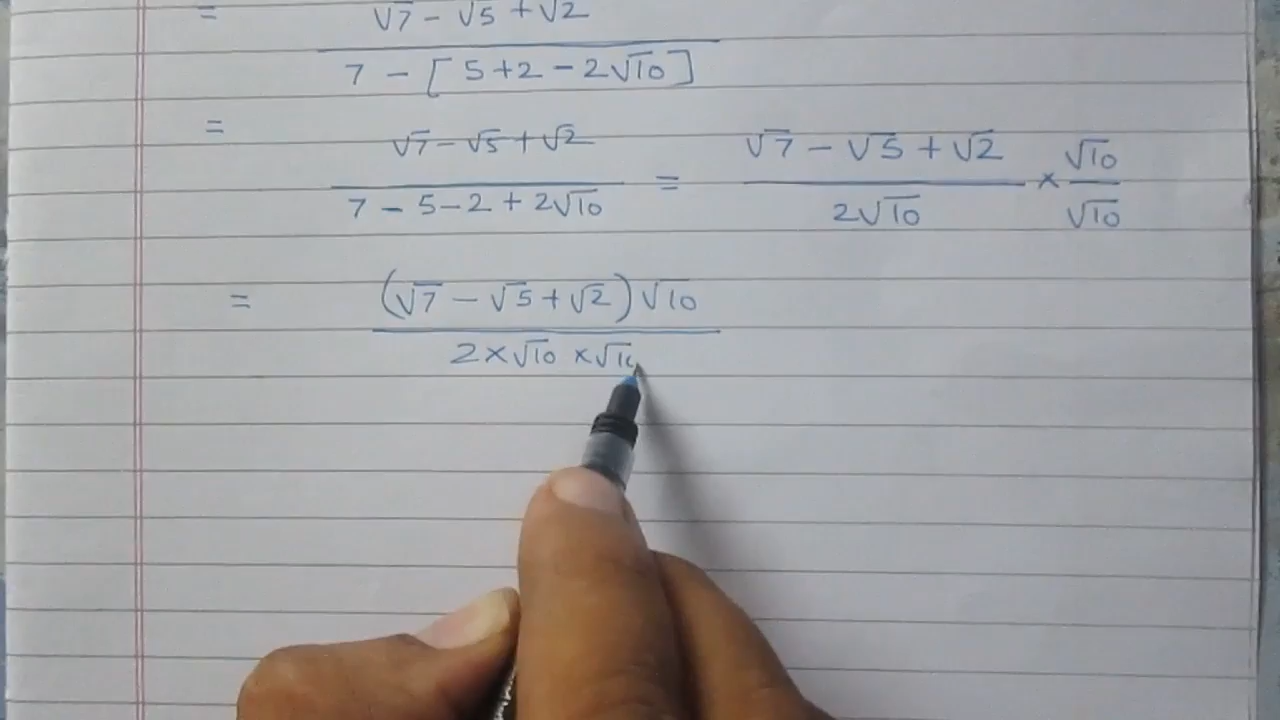 = √7 - √5 + √2
7 - [ 5+2 - 2√10 ]
= √7 - √5 + √2 / 7 - 5 - 2 + 2√10 = √7 - √5 + √2 / 2√10 × √10 / √10
= (√7 - √5 + √2) √10
2 × √10 × √10